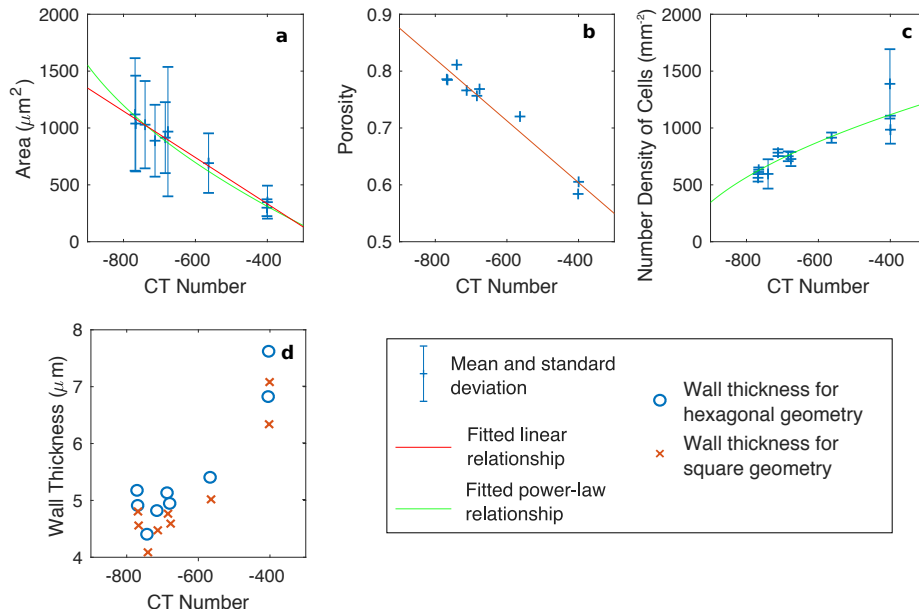 a
Area (μm²)
2000
1500
1000
500
0
-800
-600
-400
CT Number
b
Porosity
0.9
0.8
0.7
0.6
0.5
-800
-600
-400
CT Number
c
Number Density of Cells (mm⁻²)
2000
1500
1000
500
0
-800
-600
-400
CT Number
d
Wall Thickness (μm)
8
7
6
5
4
-800
-600
-400
CT Number
Mean and standard
deviation
Fitted linear
relationship
Fitted power-law
relationship
Wall thickness for
hexagonal geometry
Wall thickness for
square geometry